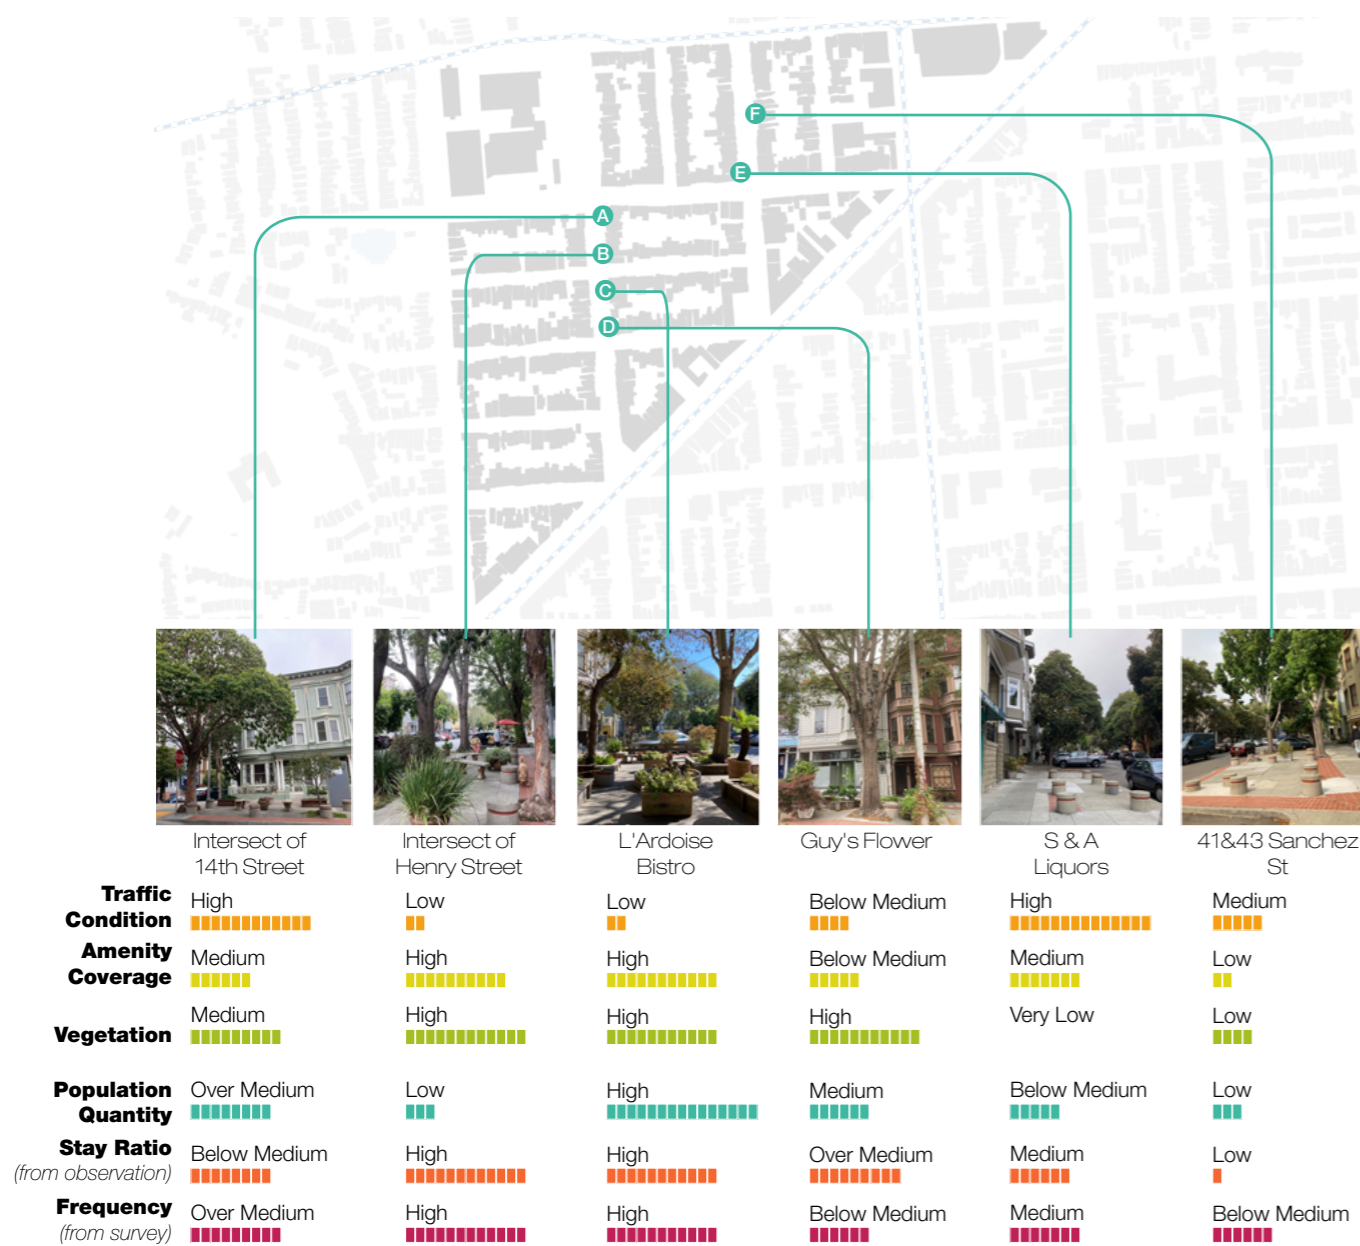 F
E
A
B
C
D
Intersect of
14th Street
Intersect of
Henry Street
L'Ardoise
Bistro
Guy's Flower
S & A
Liquors
41&43 Sanchez
St
Traffic
Condition
High
Low
Low
Below Medium
High
Medium
Amenity
Coverage
Medium
High
High
Below Medium
Medium
Low
Vegetation
Medium
High
High
High
Very Low
Low
Population
Quantity
Over Medium
Low
High
Medium
Below Medium
Low
Stay Ratio
(from observation)
Below Medium
High
High
Over Medium
Medium
Low
Frequency
(from survey)
Over Medium
High
High
Below Medium
Medium
Below Medium